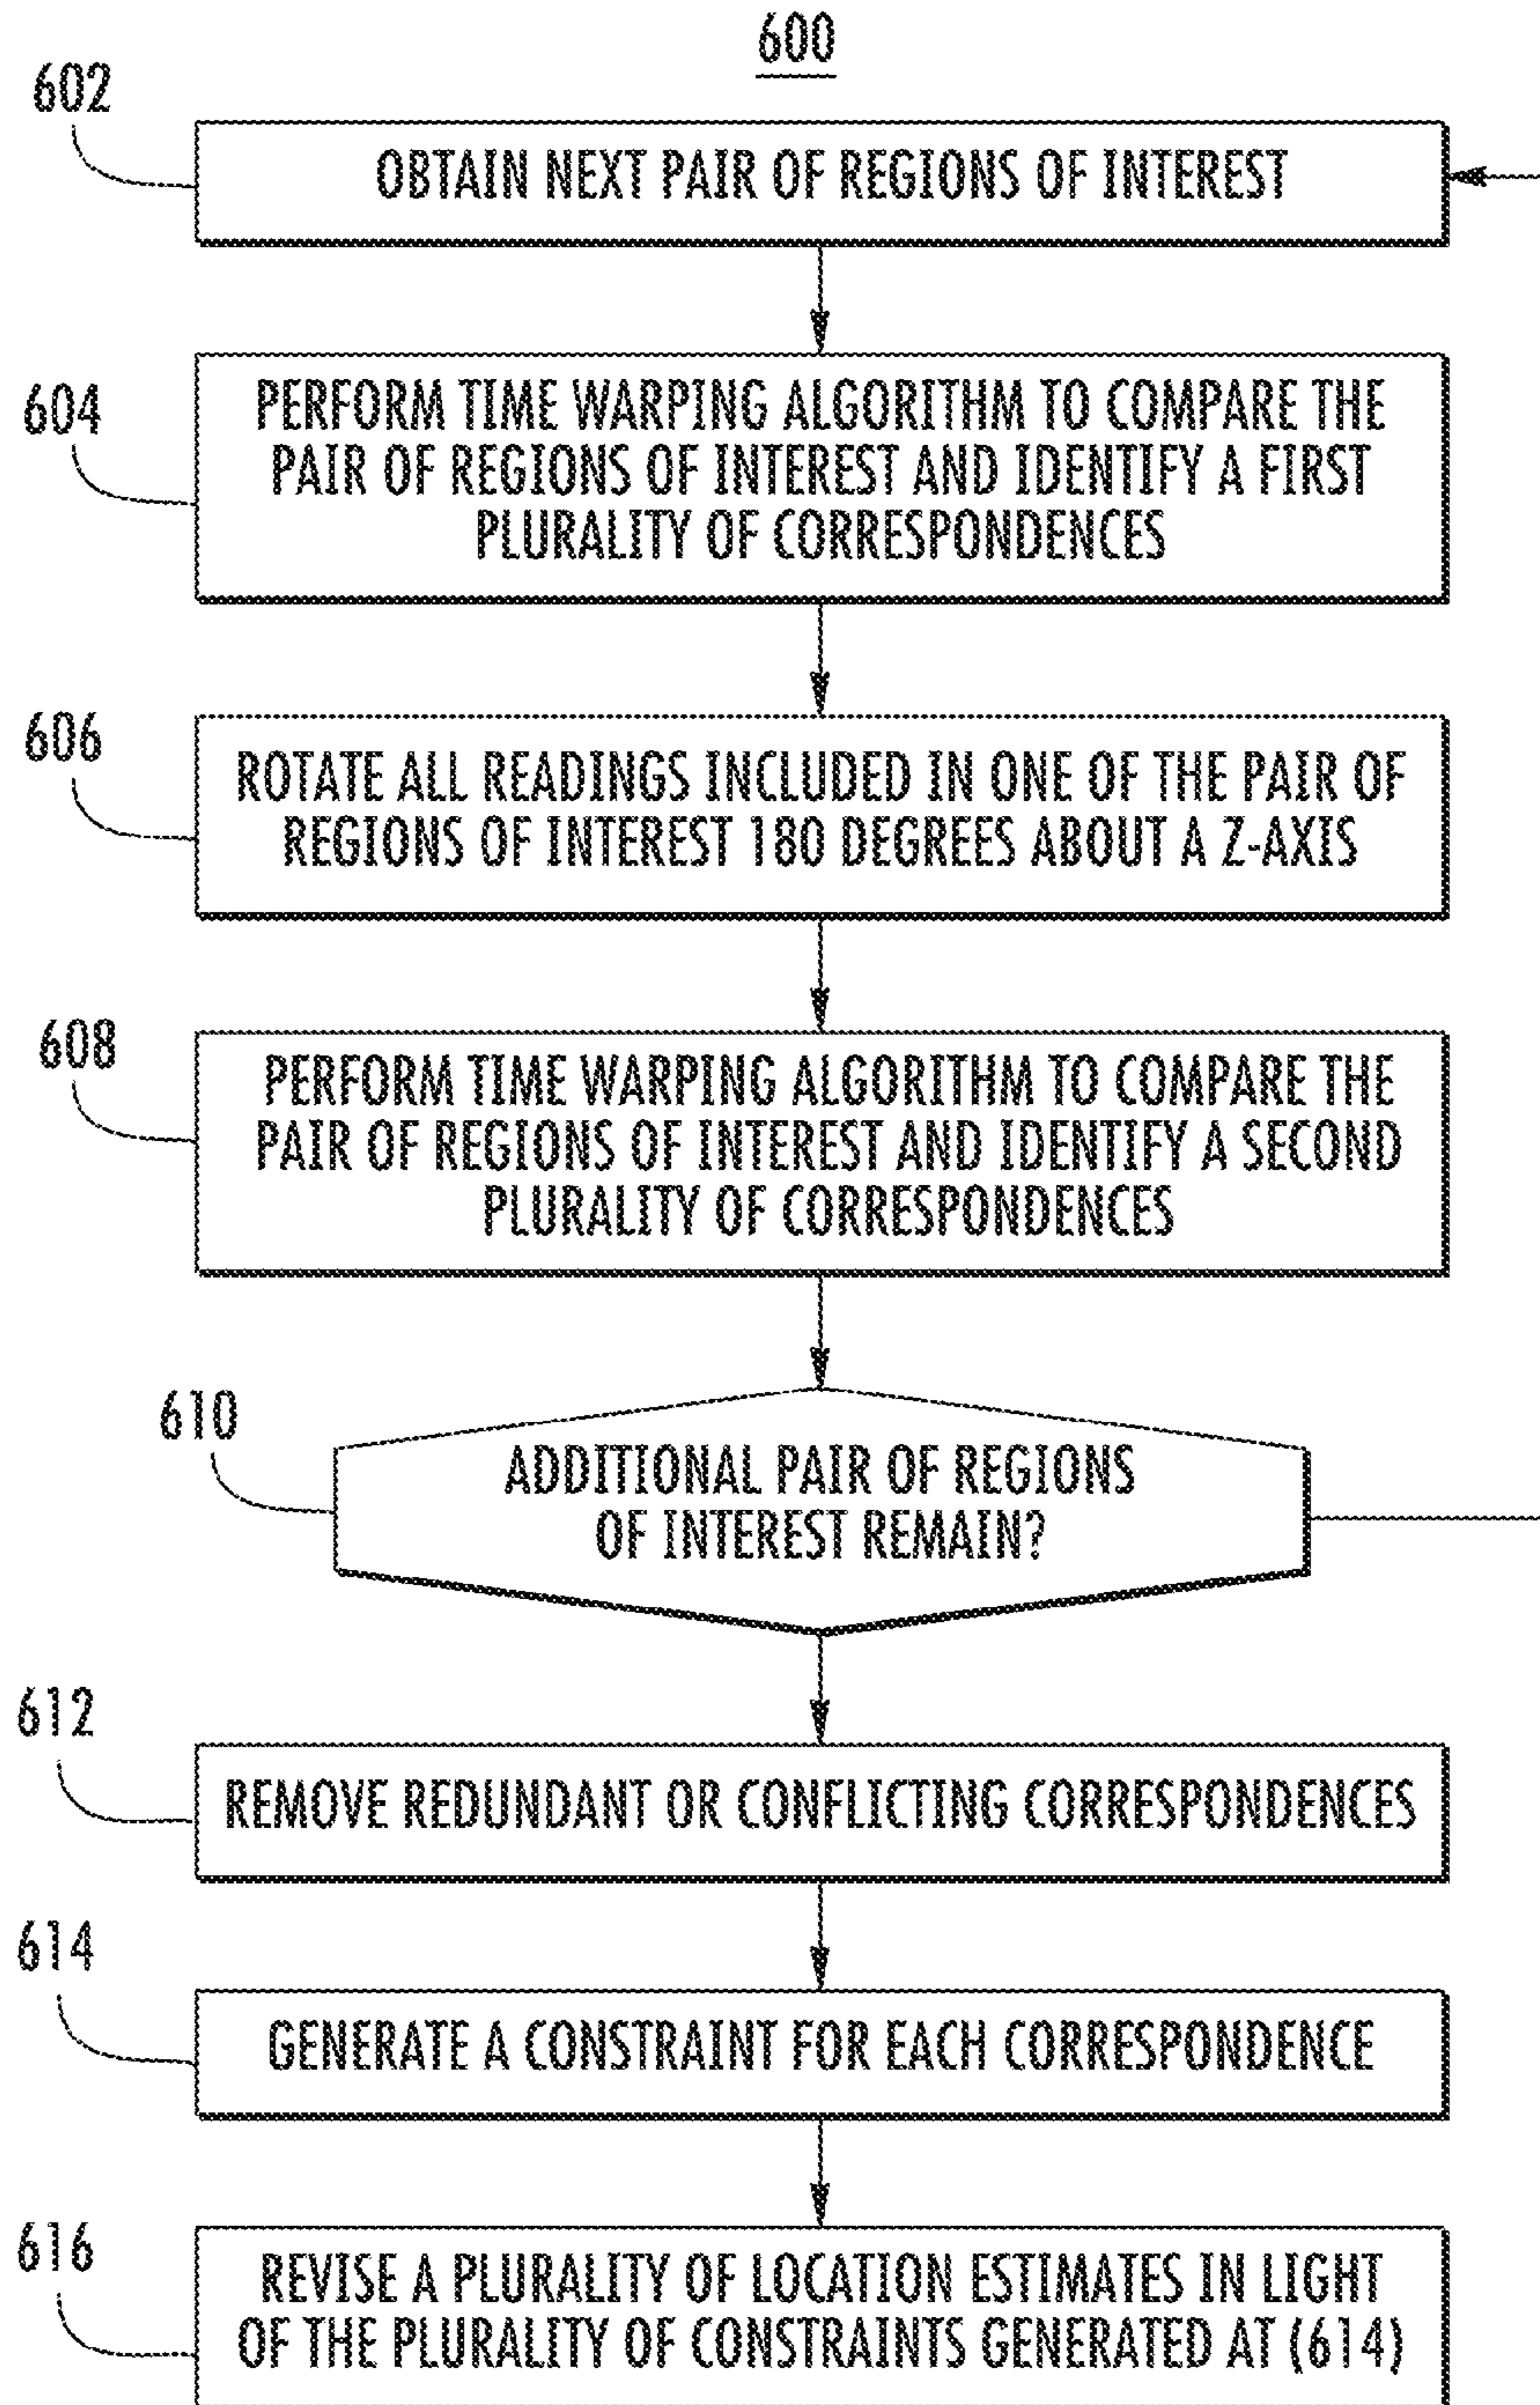 600
602
OBTAIN NEXT PAIR OF REGIONS OF INTEREST
604
PERFORM TIME WARPING ALGORITHM TO COMPARE THE
PAIR OF REGIONS OF INTEREST AND IDENTIFY A FIRST
PLURALITY OF CORRESPONDENCES
606
ROTATE ALL READINGS INCLUDED IN ONE OF THE PAIR OF
REGIONS OF INTEREST 180 DEGREES ABOUT A Z-AXIS
608
PERFORM TIME WARPING ALGORITHM TO COMPARE THE
PAIR OF REGIONS OF INTEREST AND IDENTIFY A SECOND
PLURALITY OF CORRESPONDENCES
610
ADDITIONAL PAIR OF REGIONS
OF INTEREST REMAIN?
612
REMOVE REDUNDANT OR CONFLICTING CORRESPONDENCES
614
GENERATE A CONSTRAINT FOR EACH CORRESPONDENCE
616
REVISE A PLURALITY OF LOCATION ESTIMATES IN LIGHT
OF THE PLURALITY OF CONSTRAINTS GENERATED AT (614)